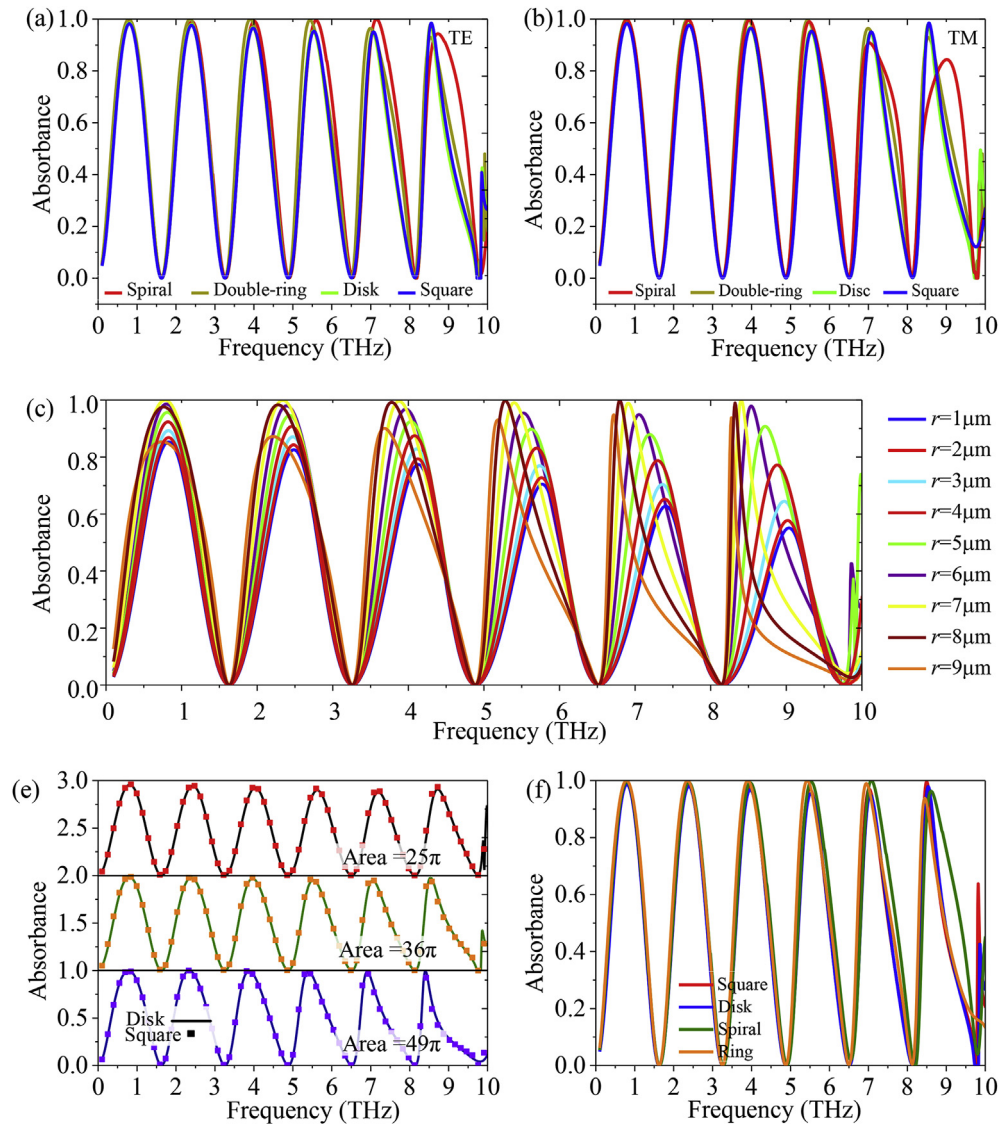 (a)
TE
1.0
0.8
0.6
0.4
0.2
0.0
Absorbance
Spiral Double-ring Disk Square
0 1 2 3 4 5 6 7 8 9 10
Frequency (THz)
(b)
TM
1.0
0.8
0.6
0.4
0.2
0.0
Absorbance
Spiral Double-ring Disc Square
0 1 2 3 4 5 6 7 8 9 10
Frequency (THz)
(c)
1.0
0.8
0.6
0.4
0.2
0.0
Absorbance
0 1 2 3 4 5 6 7 8 9 10
Frequency (THz)
r=1μm
r=2μm
r=3μm
r=4μm
r=5μm
r=6μm
r=7μm
r=8μm
r=9μm
(e)
3.0
2.5
2.0
1.5
1.0
0.5
0.0
Absorbance
Area =25π
Area =36π
Disk
Square
Area =49π
0 1 2 3 4 5 6 7 8 9 10
Frequency (THz)
(f)
1.0
0.8
0.6
0.4
0.2
0.0
Absorbance
Square
Disk
Spiral
Ring
0 1 2 3 4 5 6 7 8 9 10
Frequency (THz)